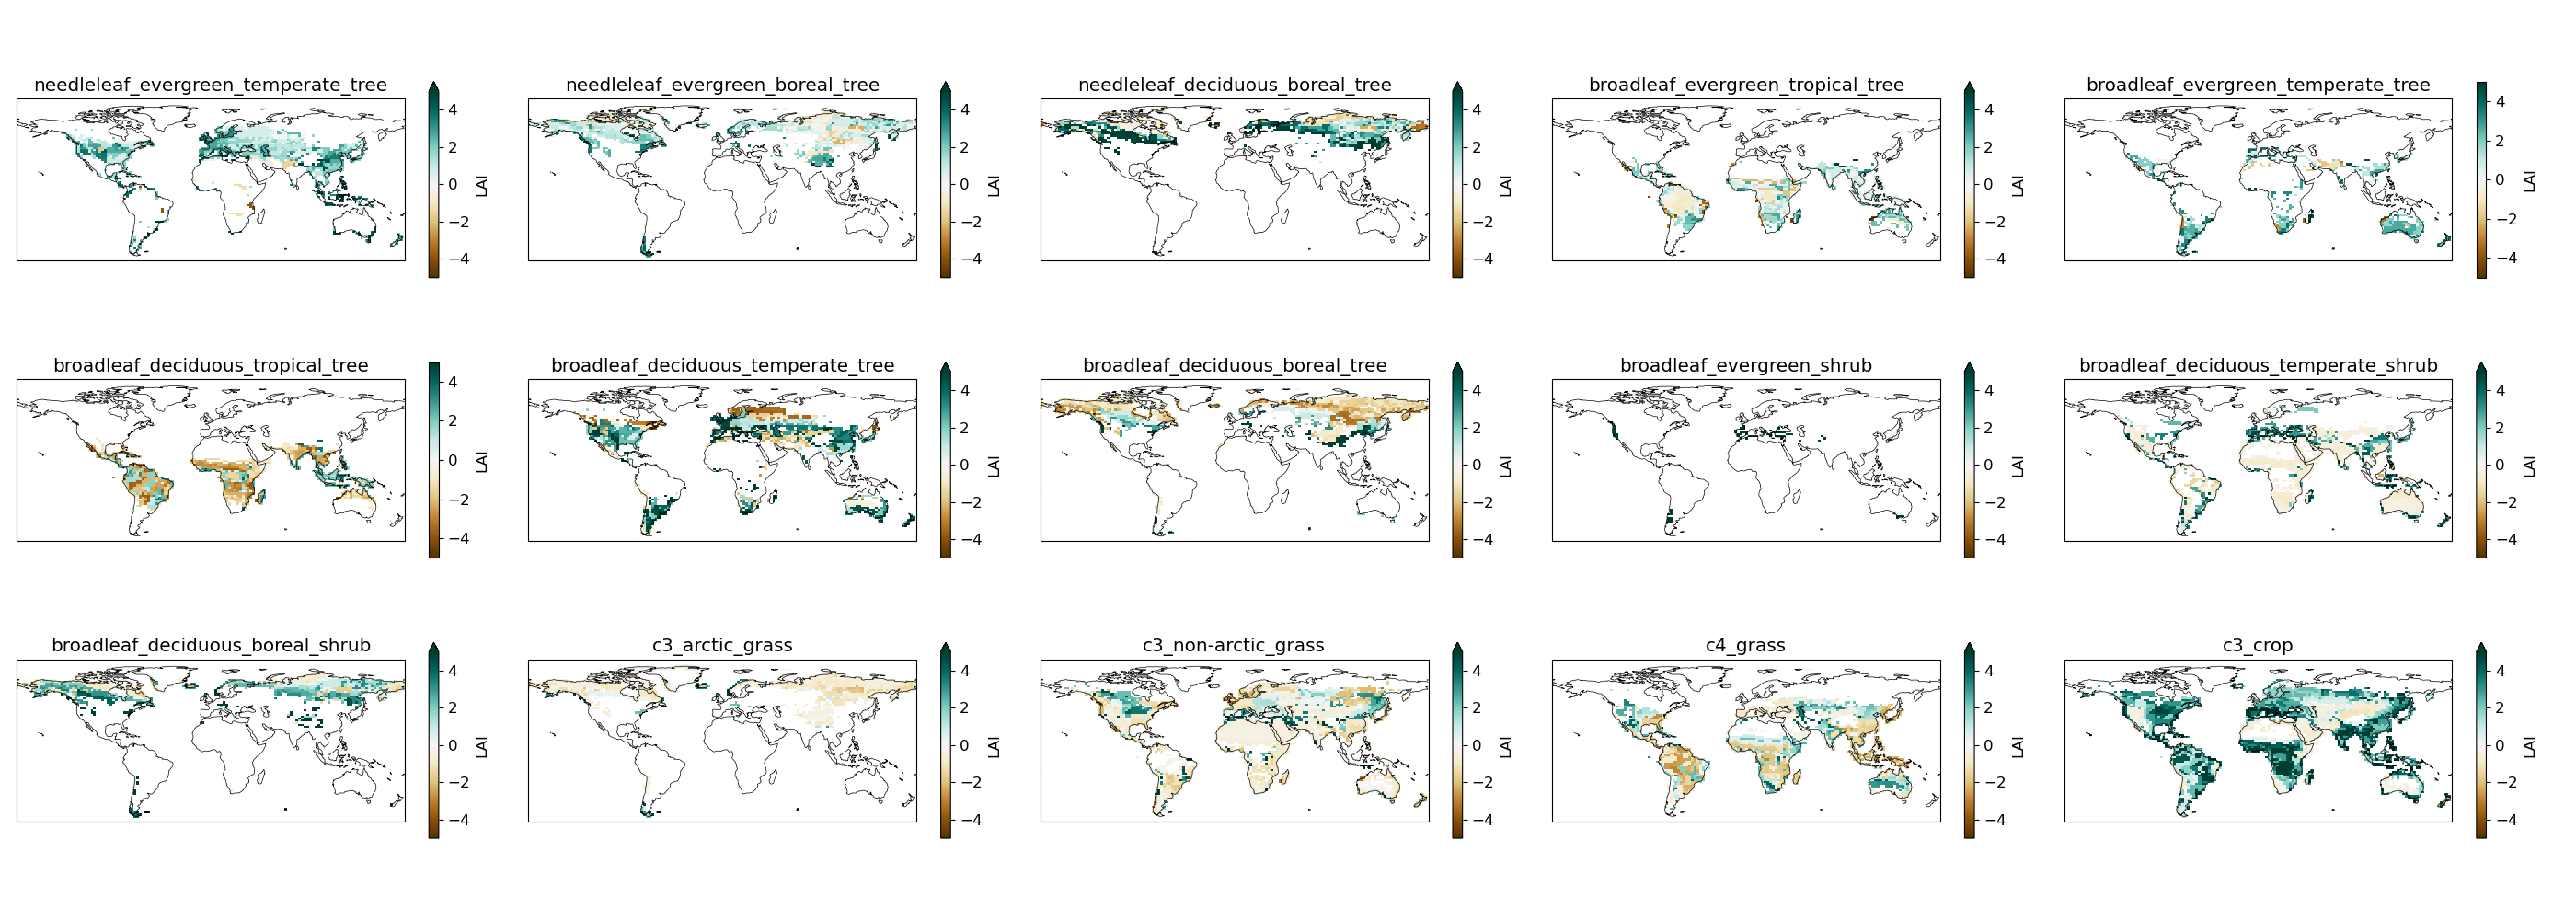 needleleaf_evergreen_temperate_tree
4
2
0
−2
−4
LAI
needleleaf_evergreen_boreal_tree
4
2
0
−2
−4
LAI
needleleaf_deciduous_boreal_tree
4
2
0
−2
−4
LAI
broadleaf_evergreen_tropical_tree
4
2
0
−2
−4
LAI
broadleaf_evergreen_temperate_tree
4
2
0
−2
−4
LAI
broadleaf_deciduous_tropical_tree
4
2
0
−2
−4
LAI
broadleaf_deciduous_temperate_tree
4
2
0
−2
−4
LAI
broadleaf_deciduous_boreal_tree
4
2
0
−2
−4
LAI
broadleaf_evergreen_shrub
4
2
0
−2
−4
LAI
broadleaf_deciduous_temperate_shrub
4
2
0
−2
−4
LAI
broadleaf_deciduous_boreal_shrub
4
2
0
−2
−4
LAI
c3_arctic_grass
4
2
0
−2
−4
LAI
c3_non-arctic_grass
4
2
0
−2
−4
LAI
c4_grass
4
2
0
−2
−4
LAI
c3_crop
4
2
0
−2
−4
LAI